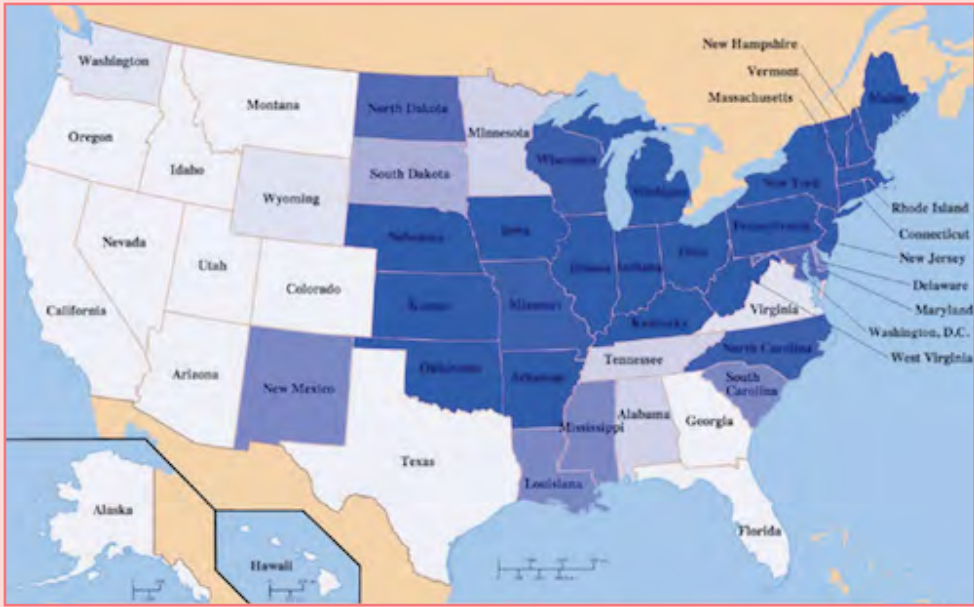 New Hampshire
Vermont
Massachusetts
Washington
Montana
North Dakota
Minnesota
Maine
Oregon
Idaho
Wisconsin
Michigan
South Dakota
New York
Wyoming
Rhode Island
Nebraska
Iowa
Pennsylvania
Connecticut
Nevada
Utah
Illinois
Indiana
Ohio
New Jersey
Colorado
Delaware
California
Kansas
Missouri
Virginia
Maryland
Kentucky
Washington, D.C.
Tennessee
North Carolina
West Virginia
Arizona
Oklahoma
Arkansas
New Mexico
South
Carolina
Mississippi
Alabama
Georgia
Texas
Louisiana
Alaska
Florida
Hawaii